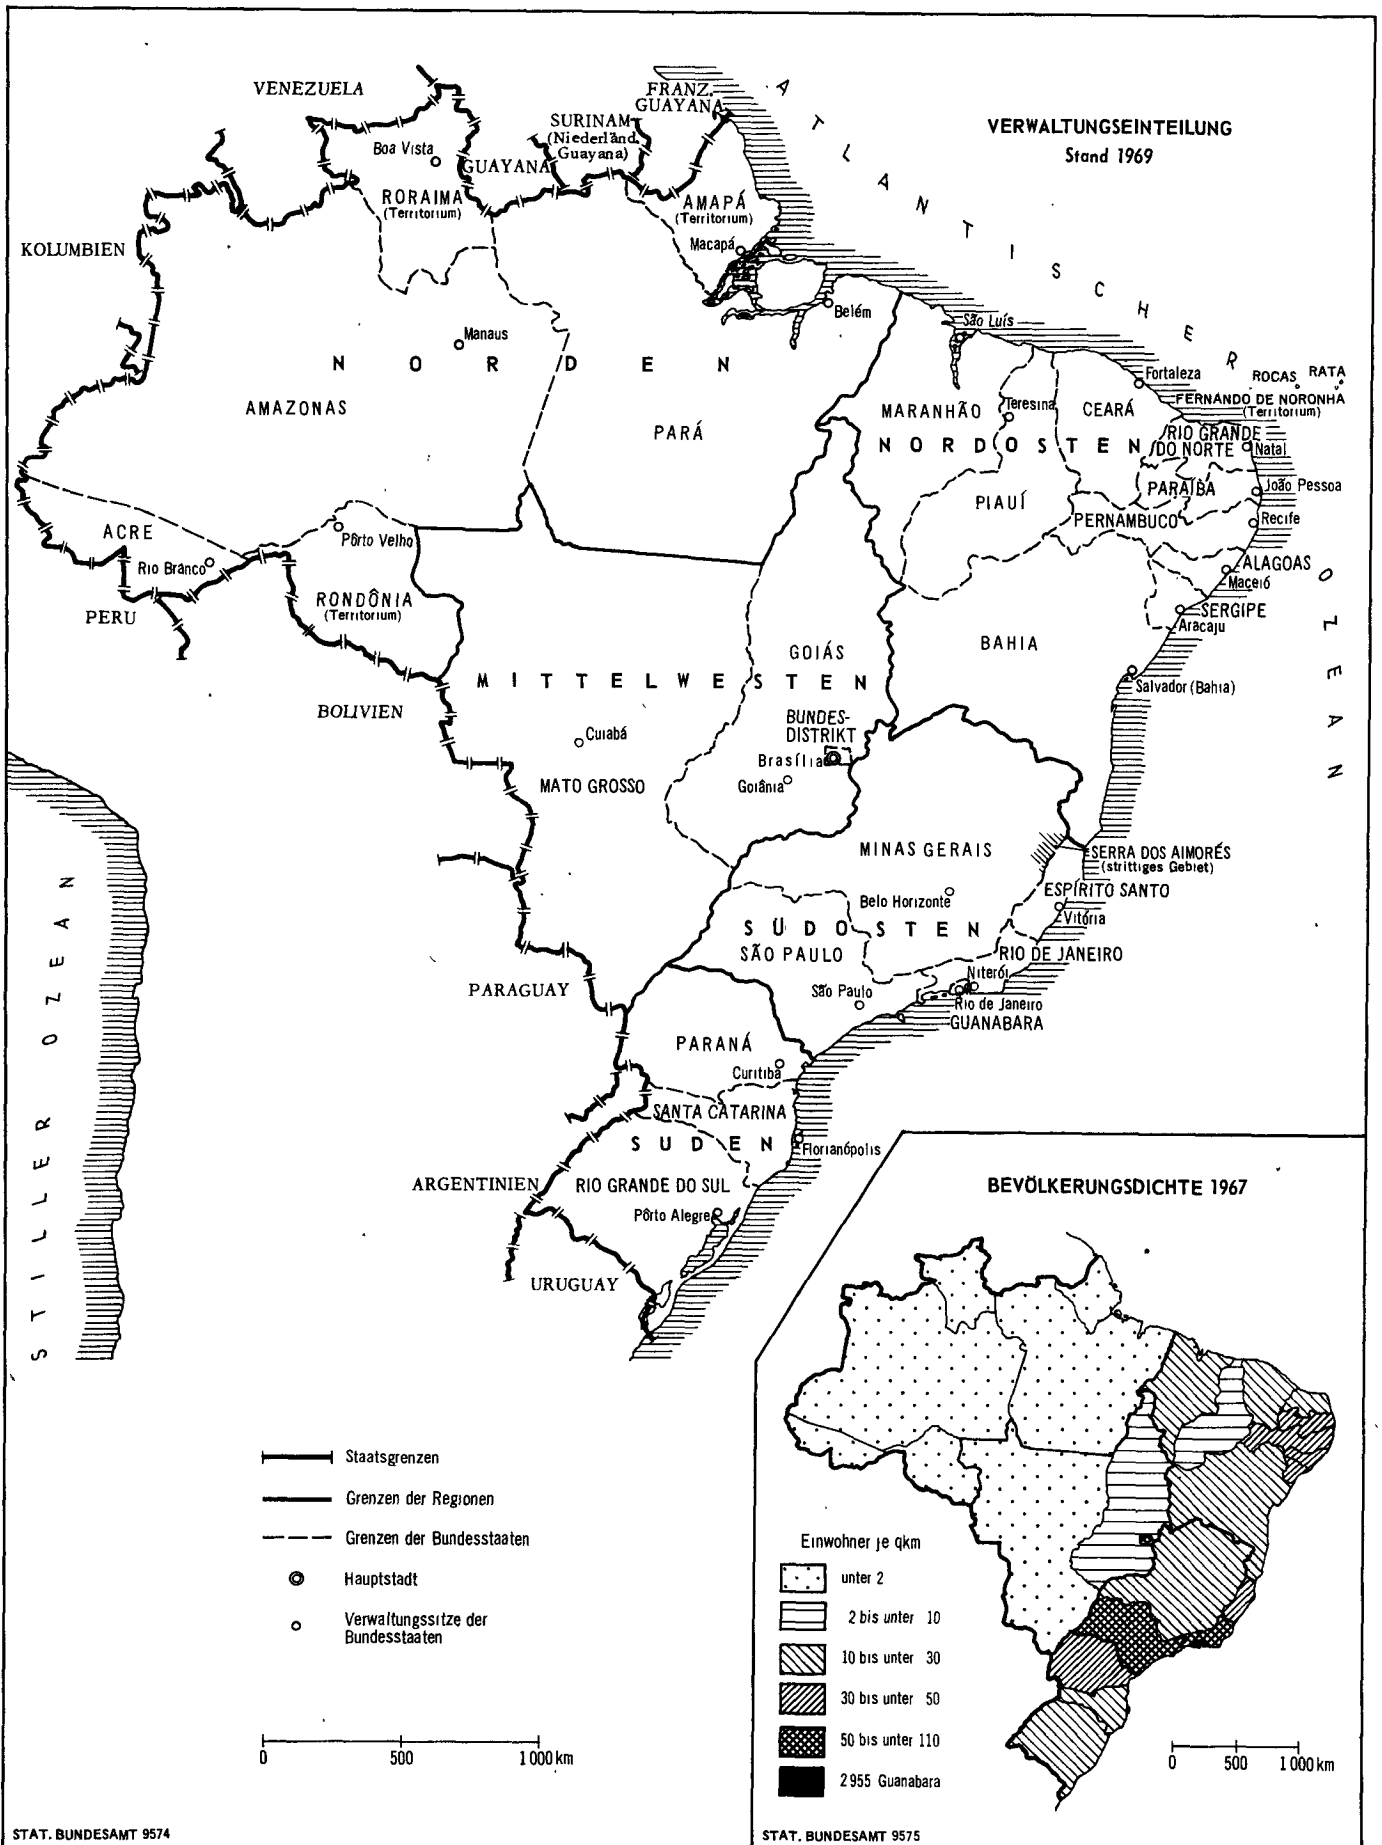 VERWALTUNGSEINTEILUNG
Stand 1969
ATLANTISCHER OZEAN
STILLER OZEAN
VENEZUELA
FRANZ.
GUAYANA
SURINAM
(Niederländ.
Guayana)
GUAYANA
KOLUMBIEN
PERU
BOLIVIEN
PARAGUAY
ARGENTINIEN
URUGUAY
NORDEN
Boa Vista
RORAIMA
(Territorium)
AMAPÁ
(Territorium)
Macapá
Belém
Manaus
AMAZONAS
PARÁ
ACRE
Rio Branco
Pôrto Velho
RONDÔNIA
(Territorium)
NORDOSTEN
São Luís
MARANHÃO
Teresina
CEARÁ
Fortaleza
ROCAS
RATA
FERNANDO DE NORONHA
(Territorium)
RIO GRANDE
DO NORTE
Natal
PARAÍBA
João Pessoa
PIAUÍ
PERNAMBUCO
Recife
ALAGOAS
Maceió
SERGIPE
Aracaju
BAHIA
Salvador (Bahia)
MITTELWESTEN
GOIÁS
BUNDES-
DISTRIKT
Brasília
Goiânia
Cuiabá
MATO GROSSO
MINAS GERAIS
SERRA DOS AIMORÉS
(strittiges Gebiet)
ESPÍRITO SANTO
Belo Horizonte
Vitória
SÜDOSTEN
SÃO PAULO
RIO DE JANEIRO
Niterói
São Paulo
Rio de Janeiro
GUANABARA
PARANÁ
Curitiba
SANTA CATARINA
SUDEN
Florianópolis
RIO GRANDE DO SUL
Pôrto Alegre
Staatsgrenzen
Grenzen der Regionen
Grenzen der Bundesstaaten
Hauptstadt
Verwaltungssitze der
Bundesstaaten
0 500 1 000 km
STAT. BUNDESAMT 9574
BEVÖLKERUNGSDICHTE 1967
Einwohner je qkm
unter 2
2 bis unter 10
10 bis unter 30
30 bis unter 50
50 bis unter 110
2 955 Guanabara
0 500 1 000 km
STAT. BUNDESAMT 9575